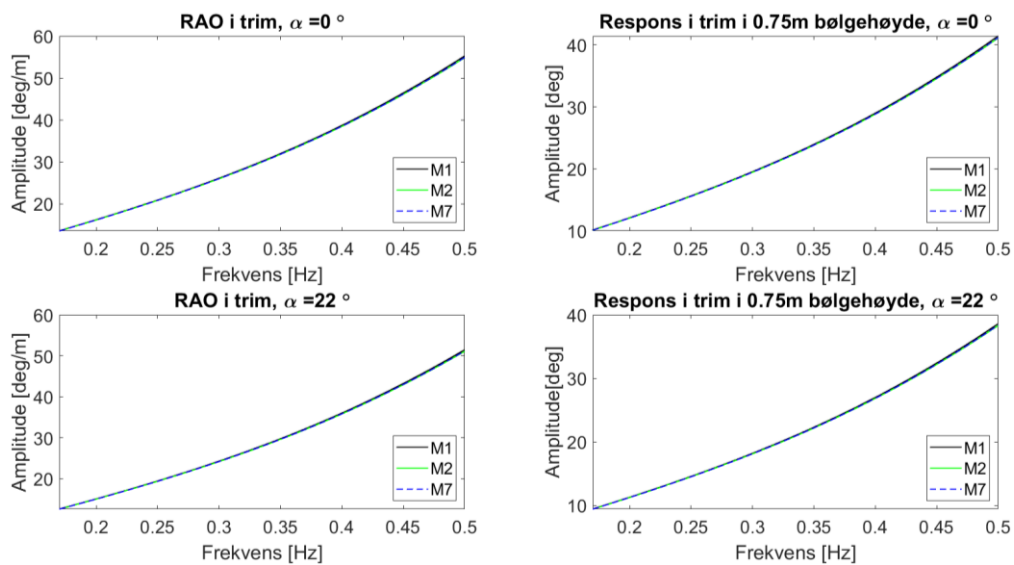 RAO i trim, α =0 °
Amplitude [deg/m]
60
50
40
30
20
0.2 0.25 0.3 0.35 0.4 0.45 0.5
Frekvens [Hz]
M1
M2
M7
Respons i trim i 0.75m bølgehøyde, α =0 °
Amplitude [deg]
40
30
20
10
0.2 0.25 0.3 0.35 0.4 0.45 0.5
Frekvens [Hz]
M1
M2
M7
RAO i trim, α =22 °
Amplitude [deg/m]
60
50
40
30
20
0.2 0.25 0.3 0.35 0.4 0.45 0.5
Frekvens [Hz]
M1
M2
M7
Respons i trim i 0.75m bølgehøyde, α =22 °
Amplitude[deg]
40
30
20
10
0.2 0.25 0.3 0.35 0.4 0.45 0.5
Frekvens [Hz]
M1
M2
M7